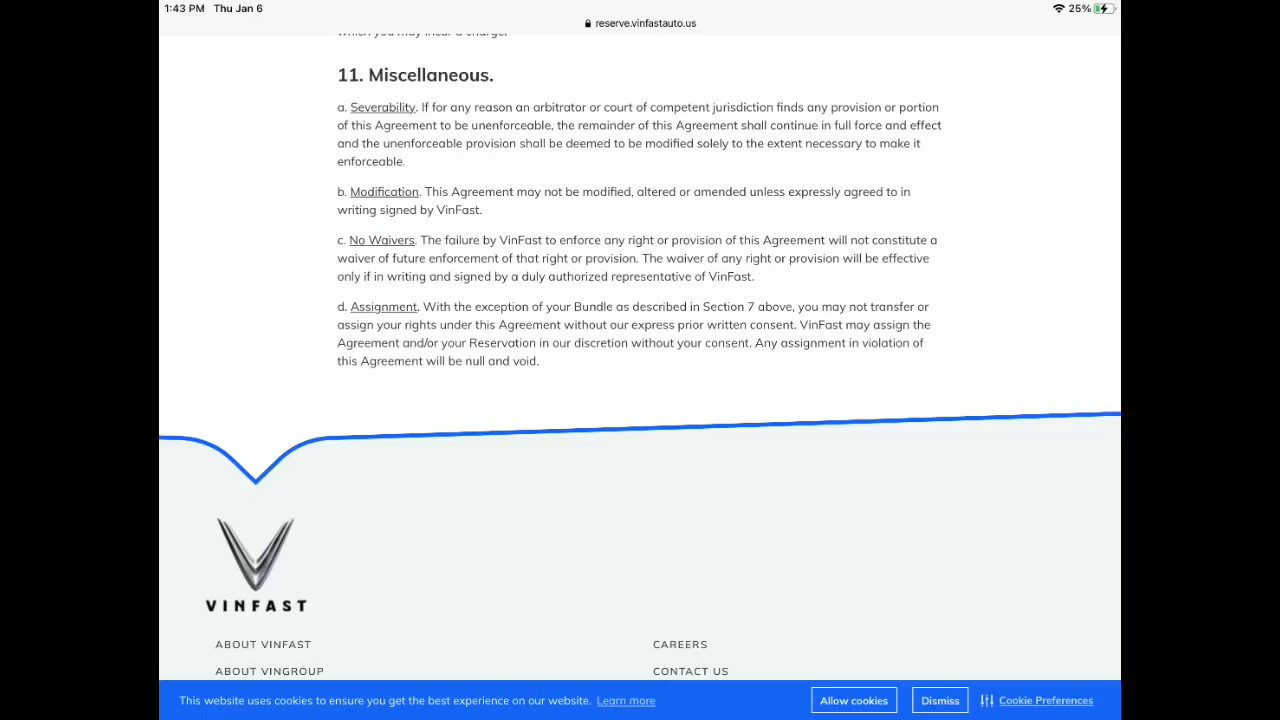 1:43 PM Thu Jan 6
25%
reserve.vinfastauto.us
which you may incur a charge.
11. Miscellaneous.
a. Severability. If for any reason an arbitrator or court of competent jurisdiction finds any provision or portion
of this Agreement to be unenforceable, the remainder of this Agreement shall continue in full force and effect
and the unenforceable provision shall be deemed to be modified solely to the extent necessary to make it
enforceable.
b. Modification. This Agreement may not be modified, altered or amended unless expressly agreed to in
writing signed by VinFast.
c. No Waivers. The failure by VinFast to enforce any right or provision of this Agreement will not constitute a
waiver of future enforcement of that right or provision. The waiver of any right or provision will be effective
only if in writing and signed by a duly authorized representative of VinFast.
d. Assignment. With the exception of your Bundle as described in Section 7 above, you may not transfer or
assign your rights under this Agreement without our express prior written consent. VinFast may assign the
Agreement and/or your Reservation in our discretion without your consent. Any assignment in violation of
this Agreement will be null and void.
VINFAST
ABOUT VINFAST
CAREERS
ABOUT VINGROUP
CONTACT US
This website uses cookies to ensure you get the best experience on our website. Learn more
Allow cookies
Dismiss
Cookie Preferences